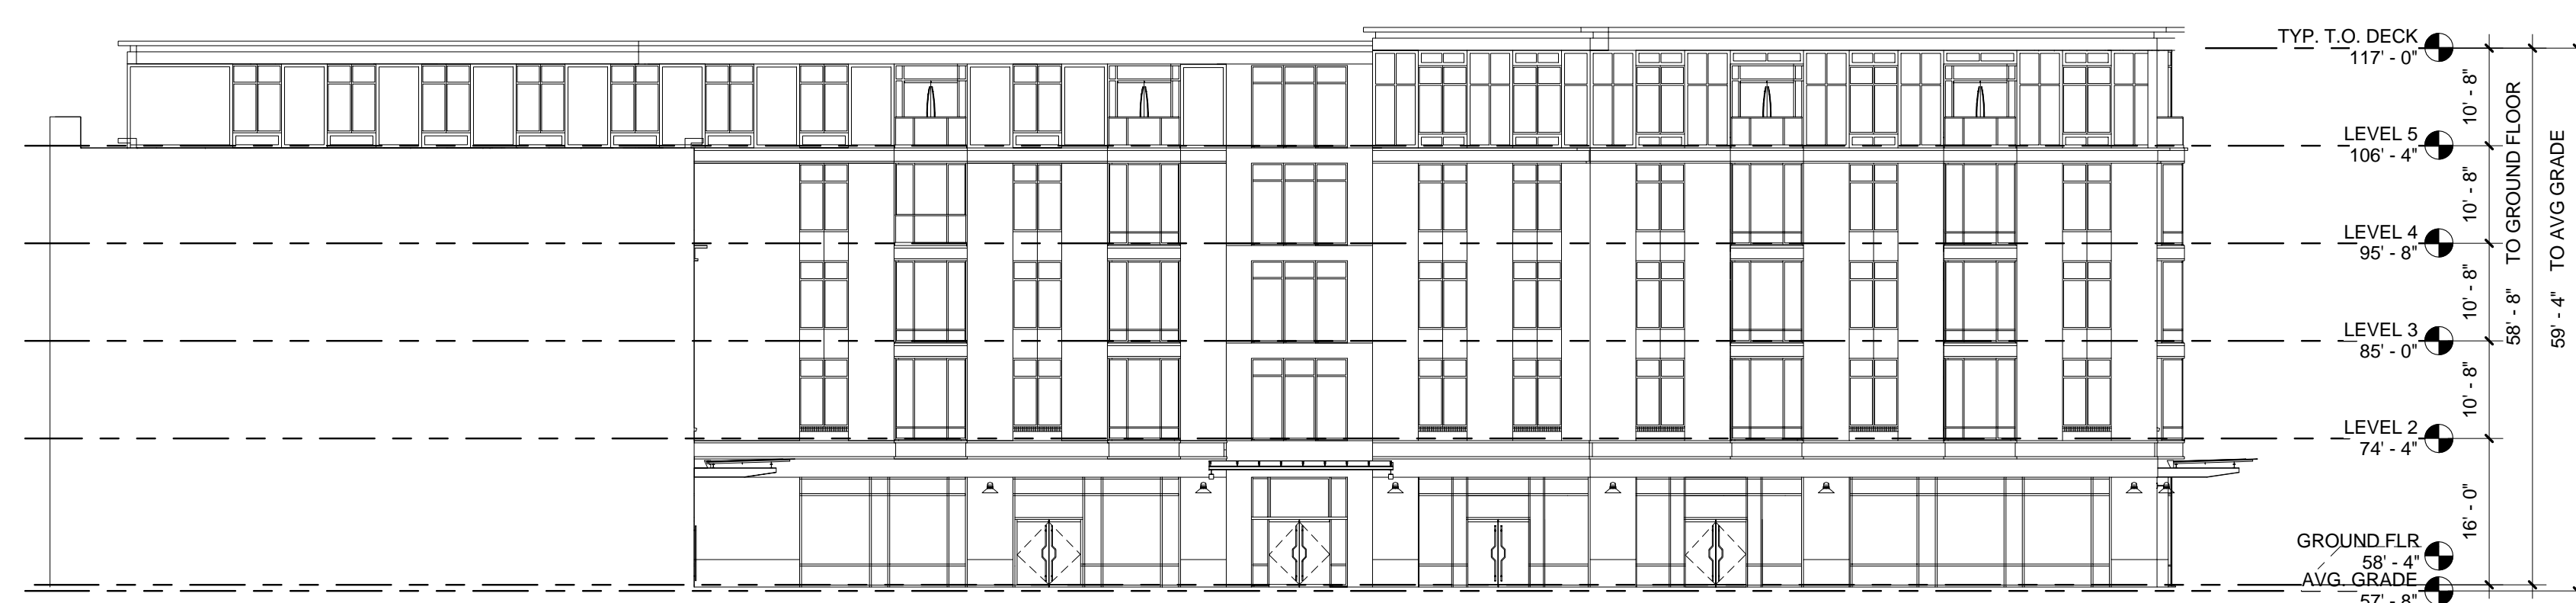 TYP. T.O. DECK
117' - 0"
LEVEL 5
106' - 4"
LEVEL 4
95' - 8"
LEVEL 3
85' - 0"
LEVEL 2
74' - 4"
GROUND FLR
58' - 4"
AVG. GRADE
57' - 8"
10' - 8"
10' - 8"
10' - 8"
10' - 8"
16' - 0"
58' - 8" TO GROUND FLOOR
59' - 4" TO AVG GRADE